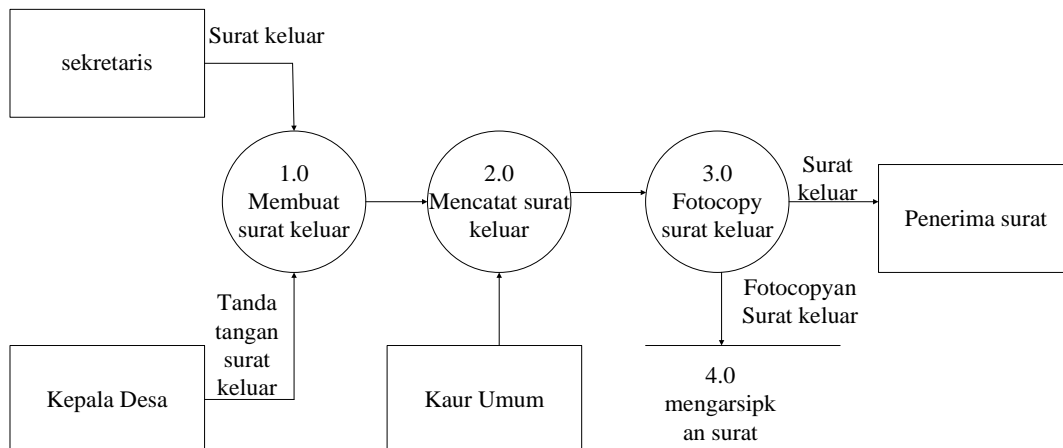 Surat keluar
sekretaris
1.0
Membuat
surat keluar
2.0
Mencatat surat
keluar
3.0
Fotocopy
surat keluar
Surat
keluar
Penerima surat
Tanda
tangan
surat
keluar
Fotocopyan
Surat keluar
Kepala Desa
Kaur Umum
4.0
mengarsipk
an surat